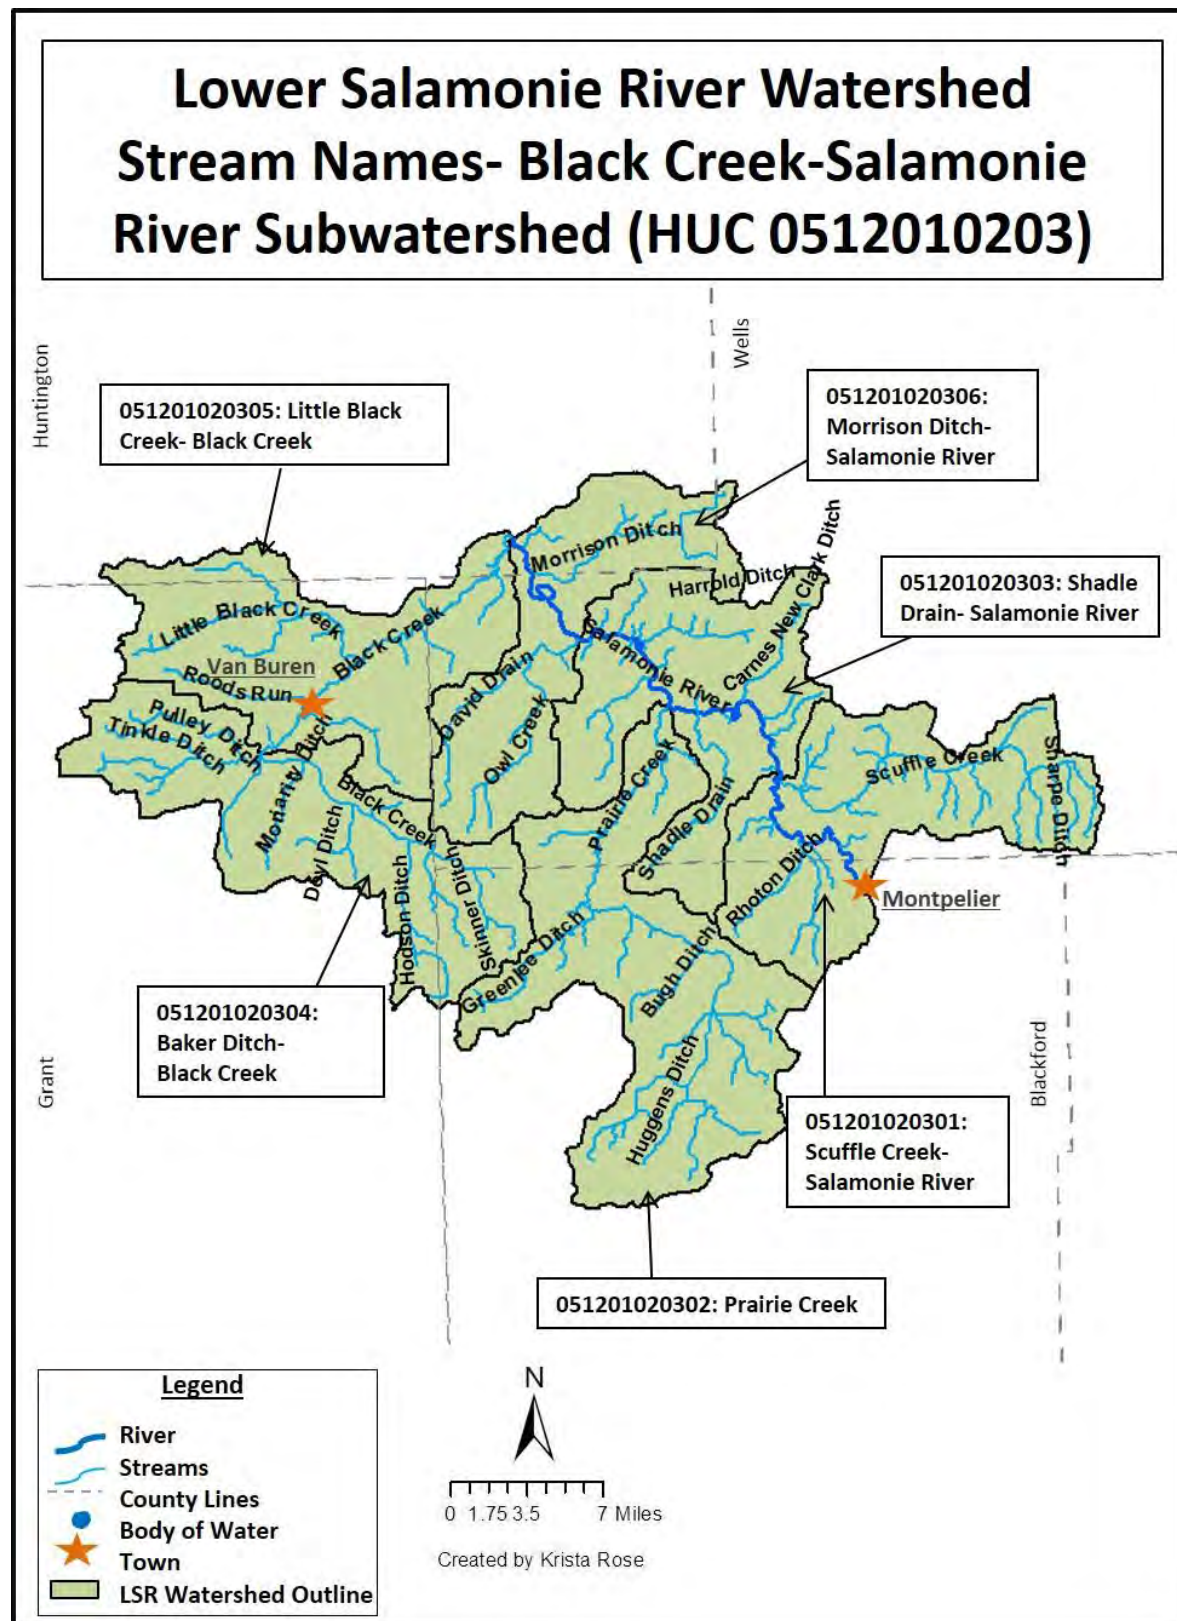 Lower Salamonie River Watershed
Stream Names- Black Creek-Salamonie
River Subwatershed (HUC 0512010203)
Huntington
Wells
051201020305: Little Black
Creek- Black Creek
051201020306:
Morrison Ditch-
Salamonie River
Morrison Ditch
Harrold Ditch
Carnes New Clark Ditch
051201020303: Shadle
Drain- Salamonie River
Little Black Creek
Black Creek
Van Buren
Roods Run
Salamonie River
David Drain
Owl Creek
Pulley Ditch
Tinkle Ditch
Monarity Ditch
Deyl Ditch
Black Creek
Hodson Ditch
Skinner Ditch
Prairie Creek
Shadle Drain
Scuffle Creek
Sharpe Ditch
Rhoton Ditch
Montpelier
Greenlee Ditch
Bugh Ditch
Huggens Ditch
051201020304:
Baker Ditch-
Black Creek
Grant
Blackford
051201020301:
Scuffle Creek-
Salamonie River
051201020302: Prairie Creek
Legend
River
Streams
County Lines
Body of Water
Town
LSR Watershed Outline
N
0 1.75 3.5 7 Miles
Created by Krista Rose